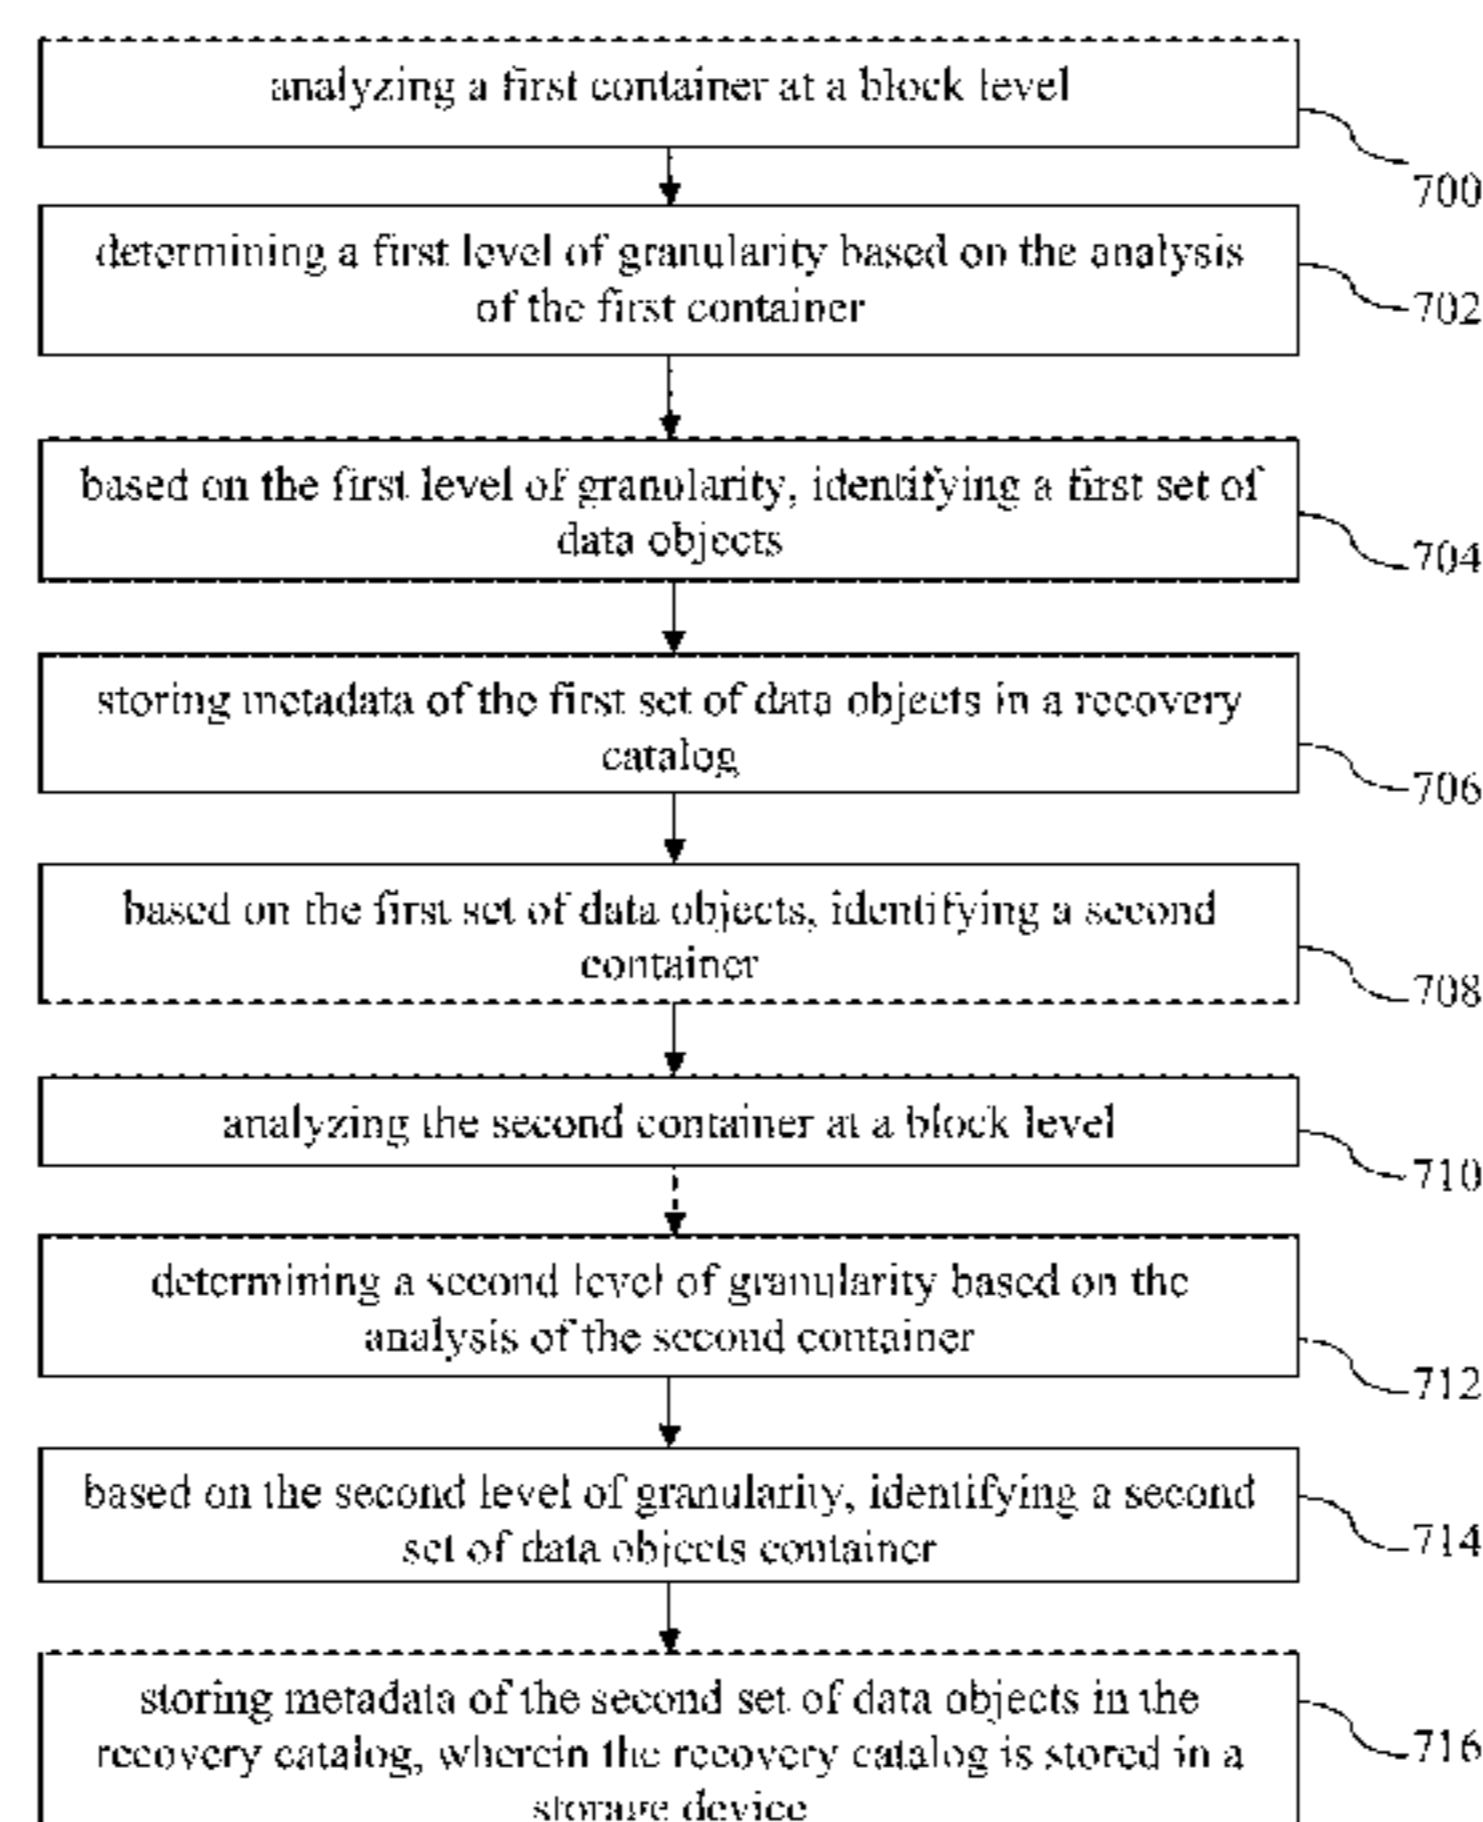 analyzing a first container at a block level
700
determining a first level of granularity based on the analysis
of the first container
702
based on the first level of granularity, identifying a first set of
data objects
704
storing metadata of the first set of data objects in a recovery
catalog
706
based on the first set of data objects, identifying a second
container
708
analyzing the second container at a block level
710
determining a second level of granularity based on the
analysis of the second container
712
based on the second level of granularity, identifying a second
set of data objects container
714
storing metadata of the second set of data objects in the
recovery catalog, wherein the recovery catalog is stored in a
storage device
716